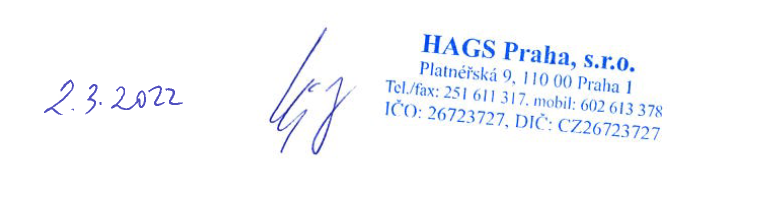 2.3.2022
HAGS Praha, s.r.o.
Platnéřská 9, 110 00 Praha 1
Tel./fax: 251 611 317, mobil: 602 613 378
IČO: 26723727, DIČ: CZ26723727